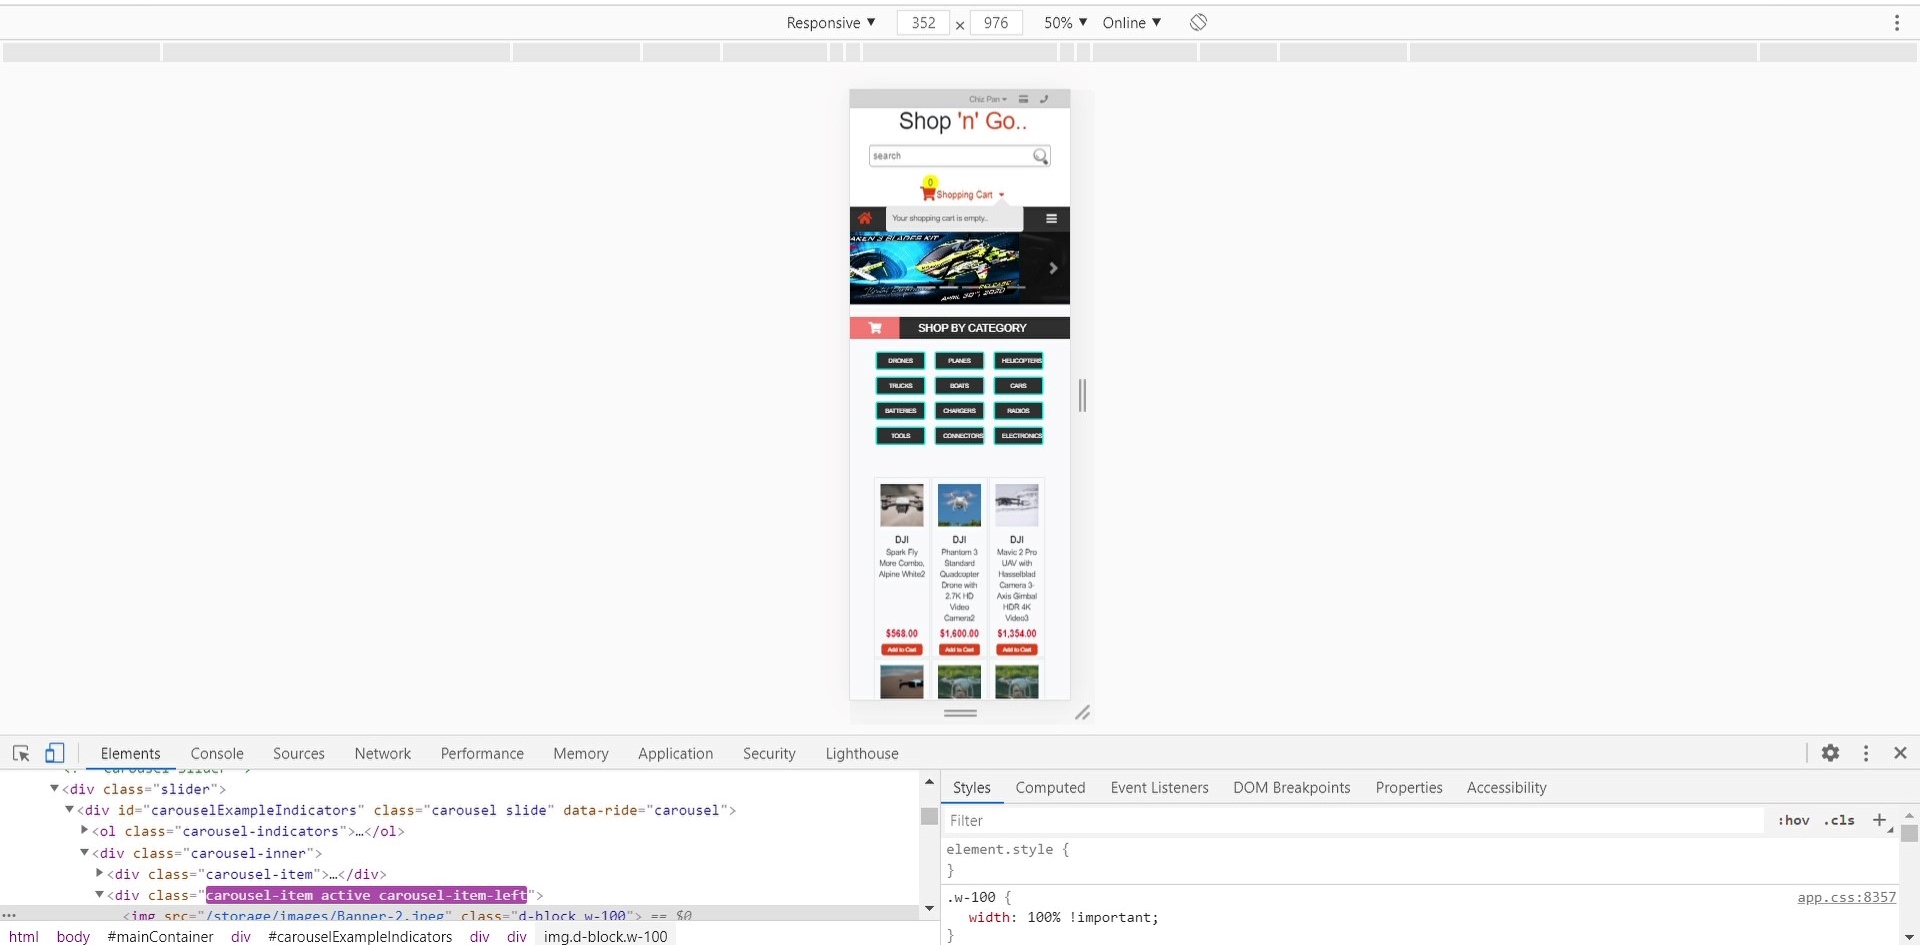 Responsive ▼ 352 × 976 50% ▼ Online ▼
Chiz Pan
Shop 'n' Go..
search
0
Shopping Cart
Your shopping cart is empty..
APRIL 30TH, 2020
SHOP BY CATEGORY
DRONES PLANES HELICOPTERS
TRUCKS BOATS CARS
BATTERIES CHARGERS RADIOS
TOOLS CONNECTORS ELECTRONICS
DJI
Spark Fly
More Combo,
Alpine White2
$568.00
Add to Cart
DJI
Phantom 3
Standard
Quadcopter
Drone with
2.7K HD
Video
Camera2
$1,600.00
Add to Cart
DJI
Mavic 2 Pro
UAV with
Hasselblad
Camera 3-
Axis Gimbal
HDR 4K
Video3
$1,354.00
Add to Cart
Elements Console Sources Network Performance Memory Application Security Lighthouse
▼<div class="slider">
▼<div id="carouselExampleIndicators" class="carousel slide" data-ride="carousel">
▶<ol class="carousel-indicators">…</ol>
▼<div class="carousel-inner">
▶<div class="carousel-item">…</div>
▼<div class="carousel-item active carousel-item-left">
<img src="/storage/images/Banner-2.jpeg" class="d-block w-100"> == $0
html body #mainContainer div #carouselExampleIndicators div div img.d-block.w-100
Styles Computed Event Listeners DOM Breakpoints Properties Accessibility
Filter :hov .cls +
element.style {
}
.w-100 { app.css:8357
width: 100% !important;
}